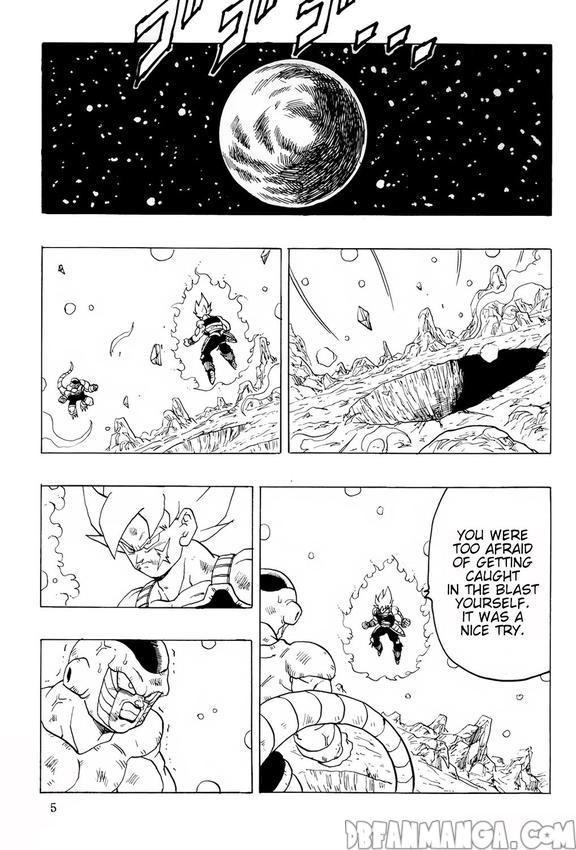 ゴゴゴゴ...
YOU WERE
TOO AFRAID
OF GETTING
CAUGHT
IN THE BLAST
YOURSELF.
IT WAS A
NICE TRY.
5
DBFANMANGA.COM